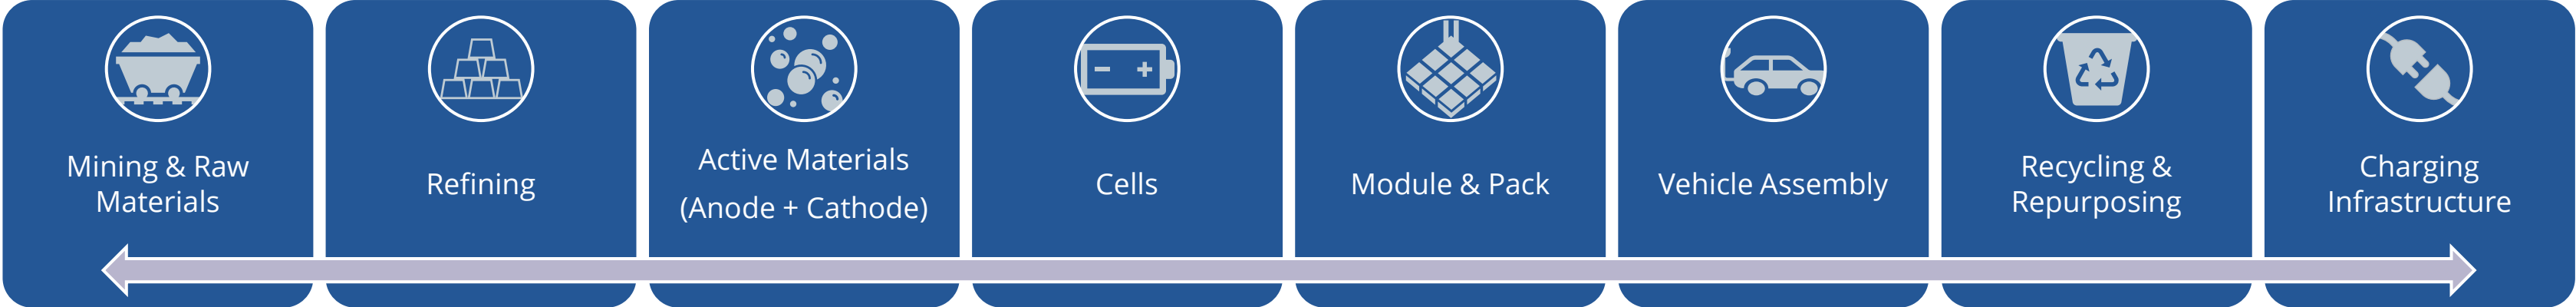 Mining & Raw
Materials
Refining
Active Materials
(Anode + Cathode)
Cells
Module & Pack
Vehicle Assembly
Recycling &
Repurposing
Charging
Infrastructure